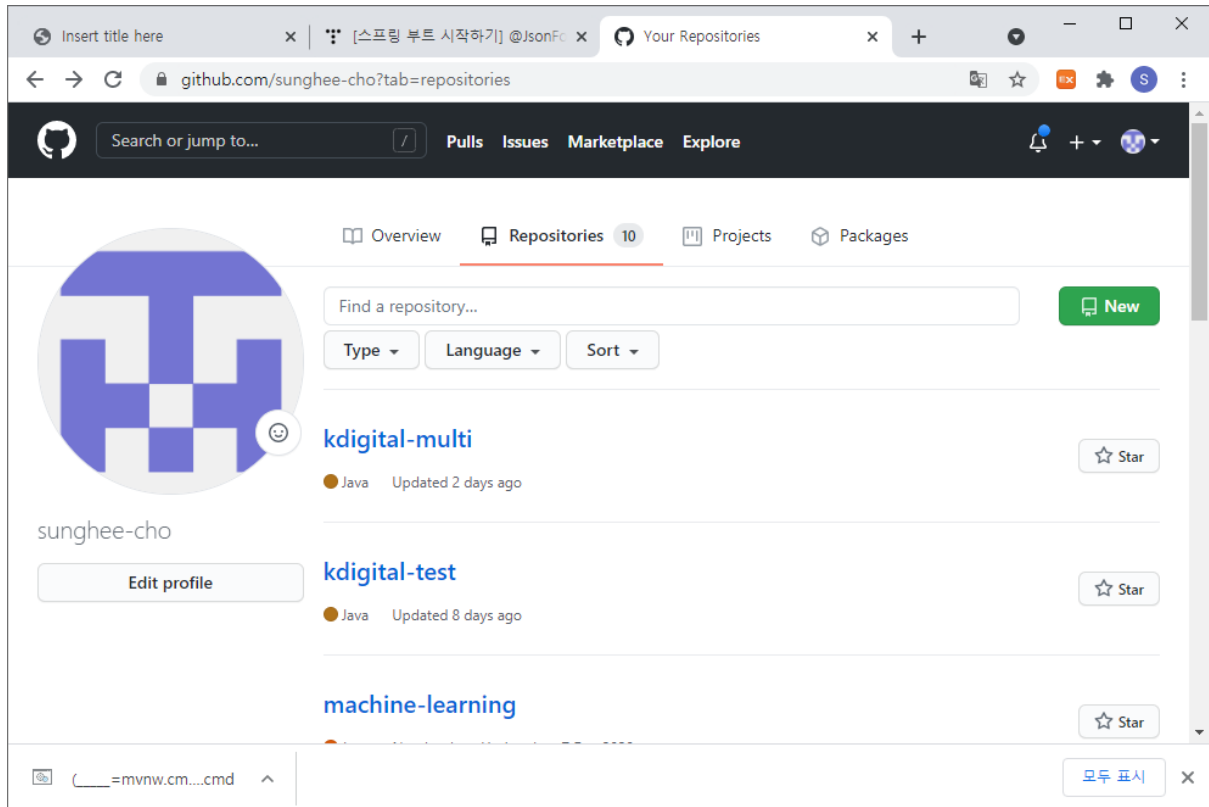 Insert title here
[스프링 부트 시작하기] @JsonFo
Your Repositories
github.com/sunghee-cho?tab=repositories
S
Search or jump to...
/
Pulls Issues Marketplace Explore
Overview
Repositories 10
Projects
Packages
Find a repository...
New
Type
Language
Sort
kdigital-multi
Star
Java Updated 2 days ago
sunghee-cho
Edit profile
kdigital-test
Star
Java Updated 8 days ago
machine-learning
Star
(____=mvnw.cm....cmd
모두 표시